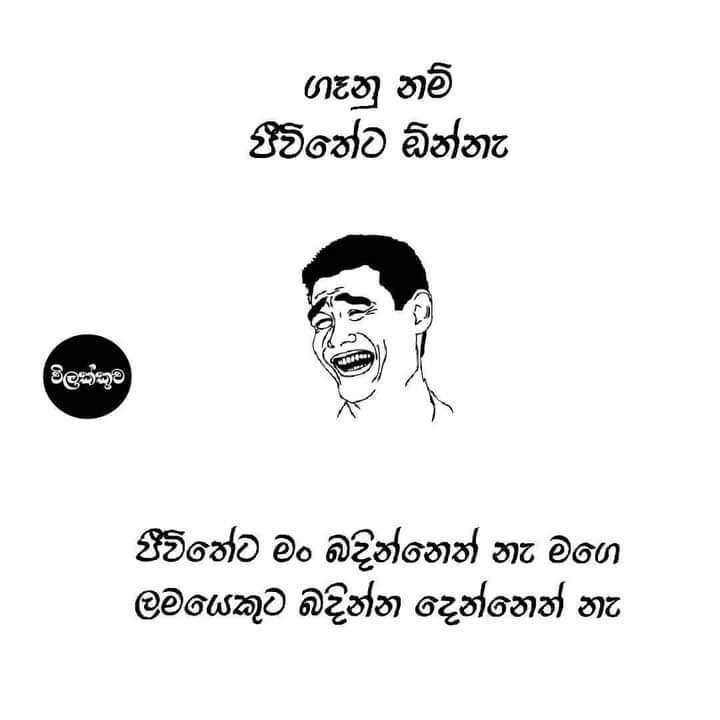 ගෑනු නම්
ජීවිතේට ඕන්නැ
විලක්කුව
ජීවිතේට මං බදින්නෙත් නෑ මගෙ
ලමයෙකුට බදින්න දෙන්නෙත් නෑ